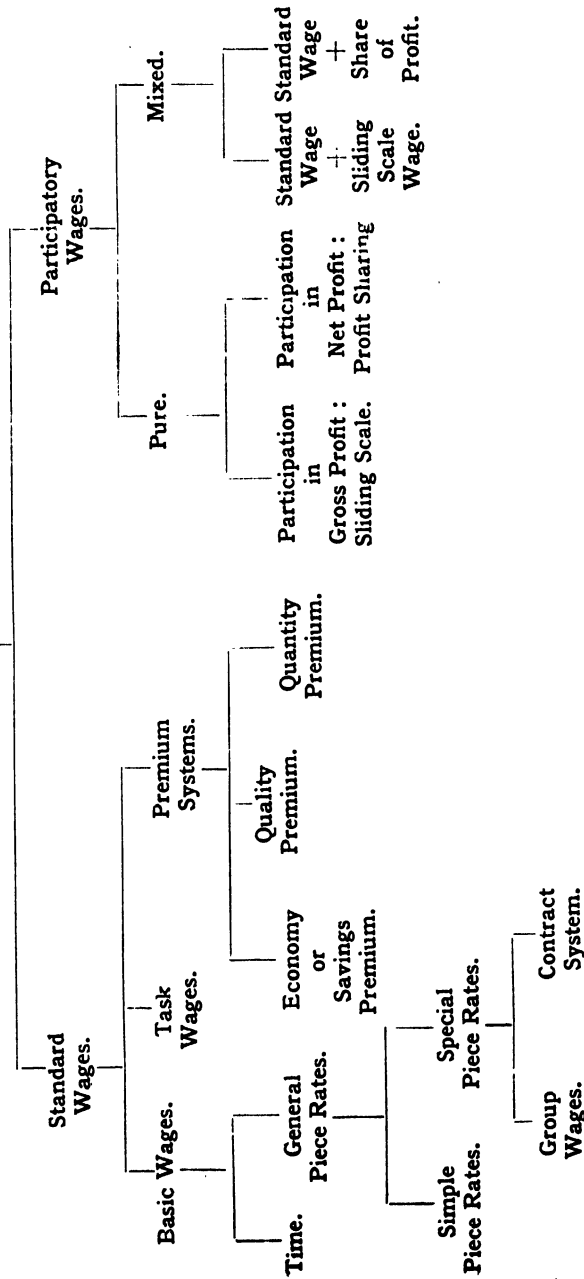 Standard
Wages.
Participatory
Wages.
Basic Wages.
Task
Wages.
Premium
Systems.
Pure.
Mixed.
Time.
General
Piece Rates.
Economy
or
Savings
Premium.
Quality
Premium.
Quantity
Premium.
Participation
in
Gross Profit :
Sliding Scale.
Participation
in
Net Profit :
Profit Sharing
Standard
Wage
+
Sliding
Scale
Wage.
Standard
Wage
+
Share
of
Profit.
Simple
Piece Rates.
Special
Piece Rates.
Group
Wages.
Contract
System.